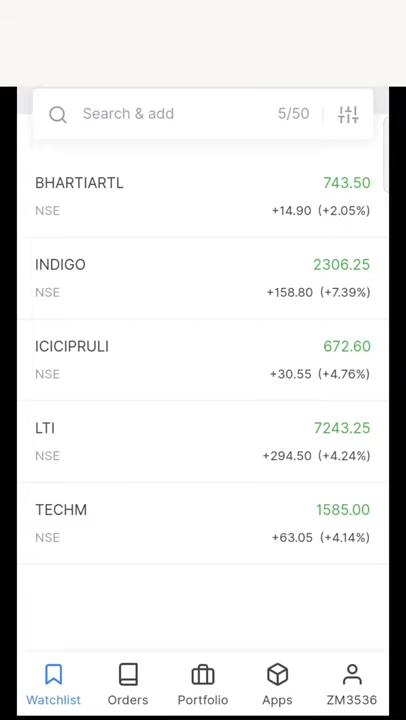 Search & add 5/50
BHARTIARTL 743.50
NSE +14.90 (+2.05%)
INDIGO 2306.25
NSE +158.80 (+7.39%)
ICICIPRULI 672.60
NSE +30.55 (+4.76%)
LTI 7243.25
NSE +294.50 (+4.24%)
TECHM 1585.00
NSE +63.05 (+4.14%)
Watchlist Orders Portfolio Apps ZM3536